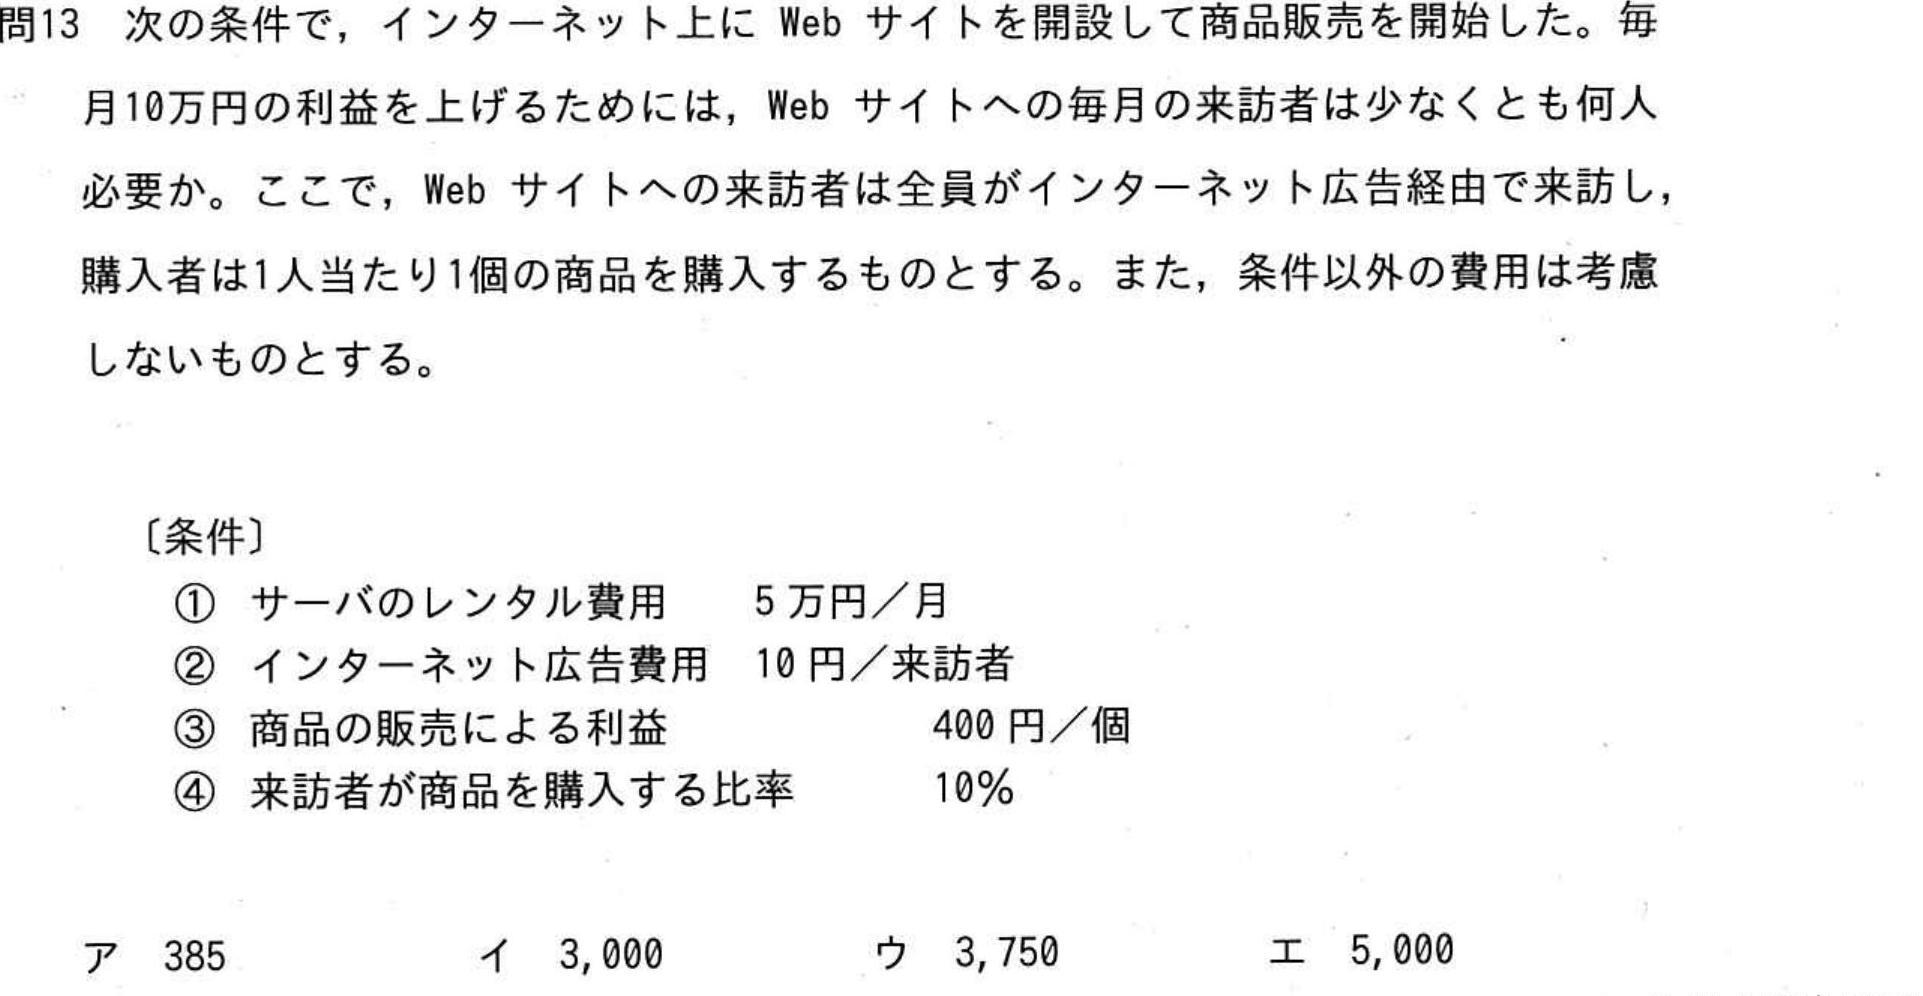 問13 次の条件で，インターネット上に Web サイトを開設して商品販売を開始した。毎
月10万円の利益を上げるためには，Web サイトへの毎月の来訪者は少なくとも何人
必要か。ここで，Web サイトへの来訪者は全員がインターネット広告経由で来訪し，
購入者は1人当たり1個の商品を購入するものとする。また，条件以外の費用は考慮
しないものとする。
〔条件〕
① サーバのレンタル費用 5 万円／月
② インターネット広告費用 10 円／来訪者
③ 商品の販売による利益 400 円／個
④ 来訪者が商品を購入する比率 10%
ア 385 イ 3,000 ウ 3,750 エ 5,000